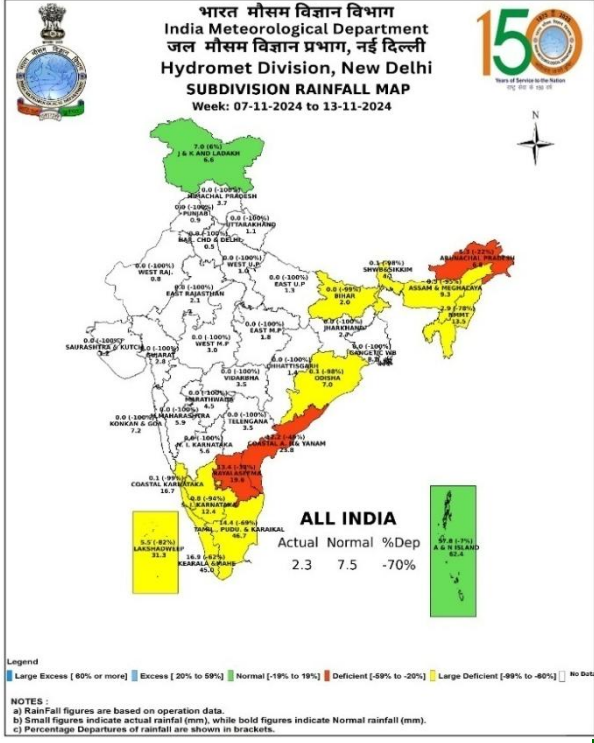 भारत मौसम विज्ञान विभाग
India Meteorological Department
जल मौसम विज्ञान प्रभाग, नई दिल्ली
Hydromet Division, New Delhi
SUBDIVISION RAINFALL MAP
Week: 07-11-2024 to 13-11-2024
150
Years of Service to the Nation
N
7.0 (6%)
J & K AND LADAKH
6.6
0.0 (-100%)
HIMACHAL PRADESH
3.7
0.0 (-100%)
PUNJAB
0.9
0.0 (-100%)
UTTARAKHAND
1.1
0.0 (-100%)
HAR. CHD & DELHI
0.5
0.0 (-100%)
WEST U.P.
0.0 (-100%)
EAST U.P
1.3
0.0 (-100%)
WEST RAJ.
0.8
0.0 (-100%)
EAST RAJASTHAN
2.1
0.0 (-99%)
BIHAR
2.0
0.1 (-98%)
SHWB&SIKKIM
5.3 (-22%)
ARUNACHAL PRADESH
6.8
ASSAM & MEGHALAYA
9.3
2.9 (-78%)
NMMT
13.5
0.0 (-100%)
JHARKHAND
0.0 (-100%)
GANGETIC WB
0.0 (-100%)
SAURASHTRA & KUTCH
0.0 (-100%)
GUJARAT
2.8
0.0 (-100%)
WEST M.P
3.0
0.0 (-100%)
EAST M.P
1.8
0.0 (-100%)
CHHATTISGARH
1.4
0.1 (-98%)
ODISHA
7.0
0.0 (-100%)
VIDARBHA
3.5
0.0 (-100%)
MARATHWADA
4.5
0.0 (-100%)
M.MAHARASHTRA
5.9
0.0 (-100%)
KONKAN & GOA
7.2
0.0 (-100%)
TELENGANA
3.5
0.0 (-100%)
N. I. KARNATAKA
5.6
COASTAL A. P.& YANAM
23.8
RAYALASEEMA
19.6
0.1 (-99%)
COASTAL KARNATAKA
16.7
(-94%)
S. I. KARNATAKA
12.4
14.4 (-69%)
TAMIL., PUDU. & KARAIKAL
46.7
5.5 (-82%)
LAKSHADWEEP
31.3
16.9 (-62%)
KEARALA & MAHE
45.0
57.8 (-7%)
A & N ISLAND
62.4
ALL INDIA
Actual Normal %Dep
2.3 7.5 -70%
Legend
Large Excess [ 60% or more] Excess [ 20% to 59%] Normal [-19% to 19%] Deficient [-59% to -20%] Large Deficient [-99% to -60%] No Data
NOTES :
a) RainFall figures are based on operation data.
b) Small figures indicate actual rainfal (mm), while bold figures indicate Normal rainfall (mm).
c) Percentage Departures of rainfall are shown in brackets.